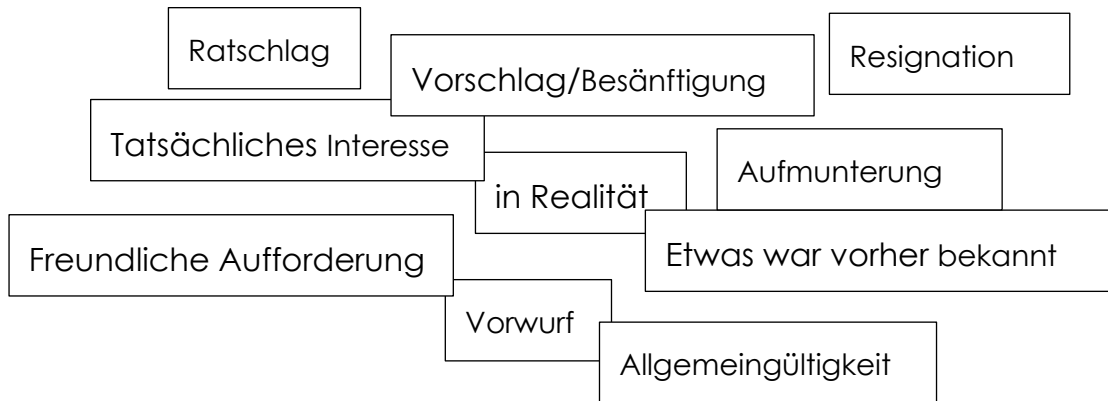 Ratschlag
Vorschlag/Besänftigung
Resignation
Tatsächliches Interesse
in Realität
Aufmunterung
Freundliche Aufforderung
Etwas war vorher bekannt
Vorwurf
Allgemeingültigkeit